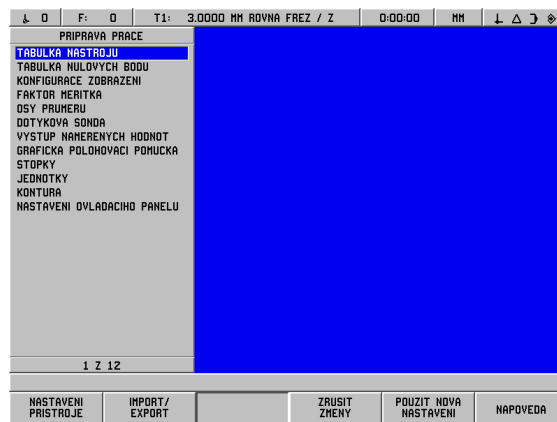 0 F: 0 T1: 3.0000 MM ROVNA FREZ / Z 0:00:00 MM
PRIPRAVA PRACE
TABULKA NASTROJU
TABULKA NULOVYCH BODU
KONFIGURACE ZOBRAZENI
FAKTOR MERITKA
OSY PRUMERU
DOTYKOVA SONDA
VYSTUP NAMERENYCH HODNOT
GRAFICKA POLOHOVACI POMUCKA
STOPKY
JEDNOTKY
KONTURA
NASTAVENI OVLADACIHO PANELU
1 Z 12
NASTAVENI
PRISTROJE
IMPORT/
EXPORT
ZRUSIT
ZMENY
POUZIT NOVA
NASTAVENI
NAPOVEDA